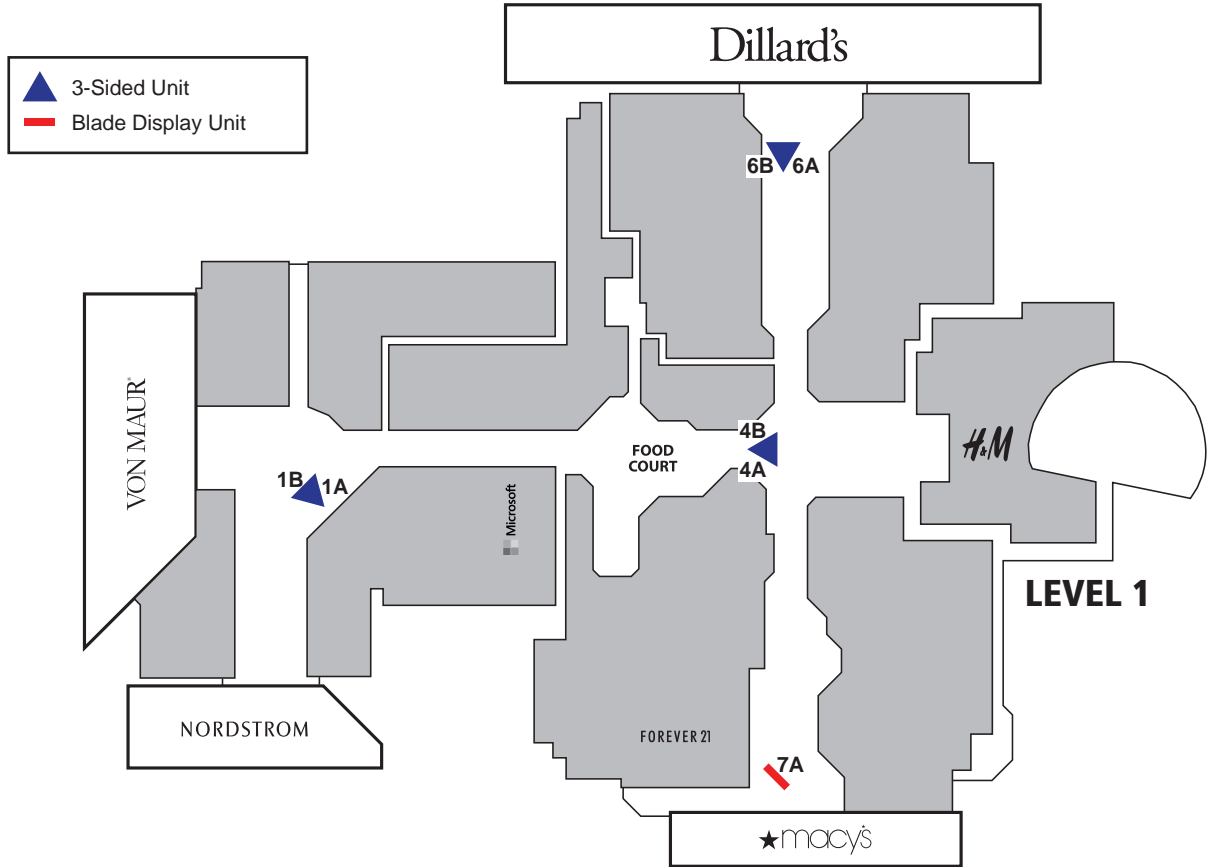 Dillard's
3-Sided Unit
Blade Display Unit
6B 6A
VON MAUR
4B
FOOD
COURT
H&M
4A
1B 1A
Microsoft
LEVEL 1
NORDSTROM
FOREVER 21
7A
★macy's